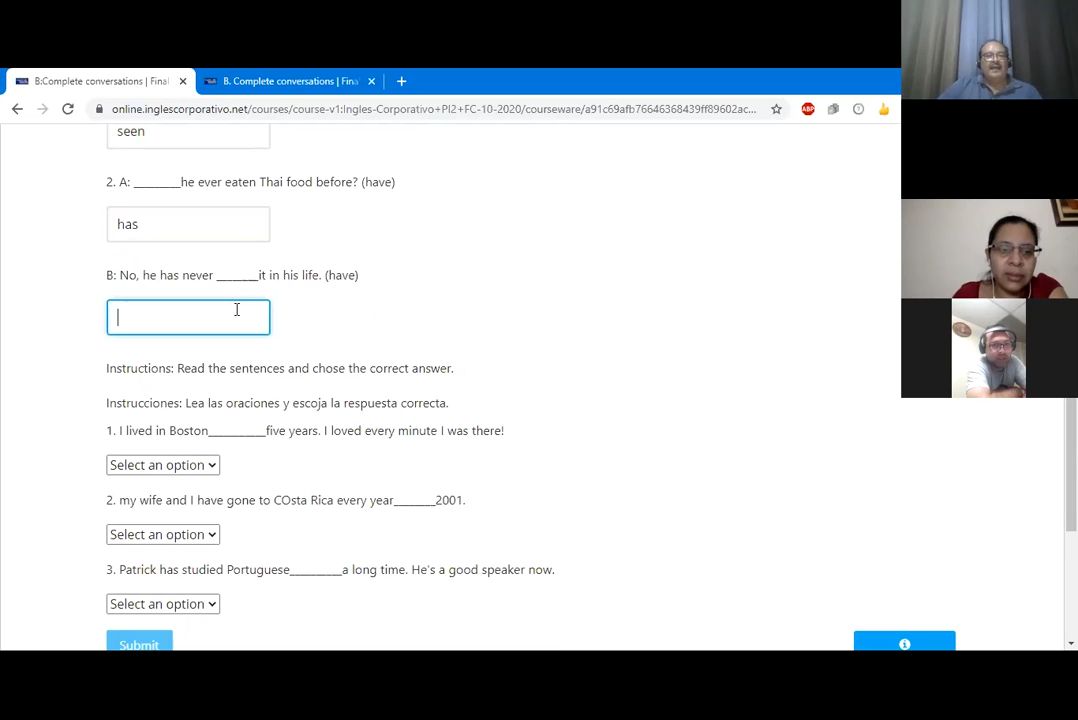 B:Complete conversations | Final
B. Complete conversations | Fina
online.inglescorporativo.net/courses/course-v1:Ingles-Corporativo+PI2+FC-10-2020/courseware/a91c69afb76646368439ff89602ac...
ABP
seen
2. A: ________he ever eaten Thai food before? (have)
has
B: No, he has never _______it in his life. (have)
Instructions: Read the sentences and chose the correct answer.
Instrucciones: Lea las oraciones y escoja la respuesta correcta.
1. I lived in Boston__________five years. I loved every minute I was there!
Select an option
2. my wife and I have gone to COsta Rica every year_______2001.
Select an option
3. Patrick has studied Portuguese_________a long time. He's a good speaker now.
Select an option
Submit